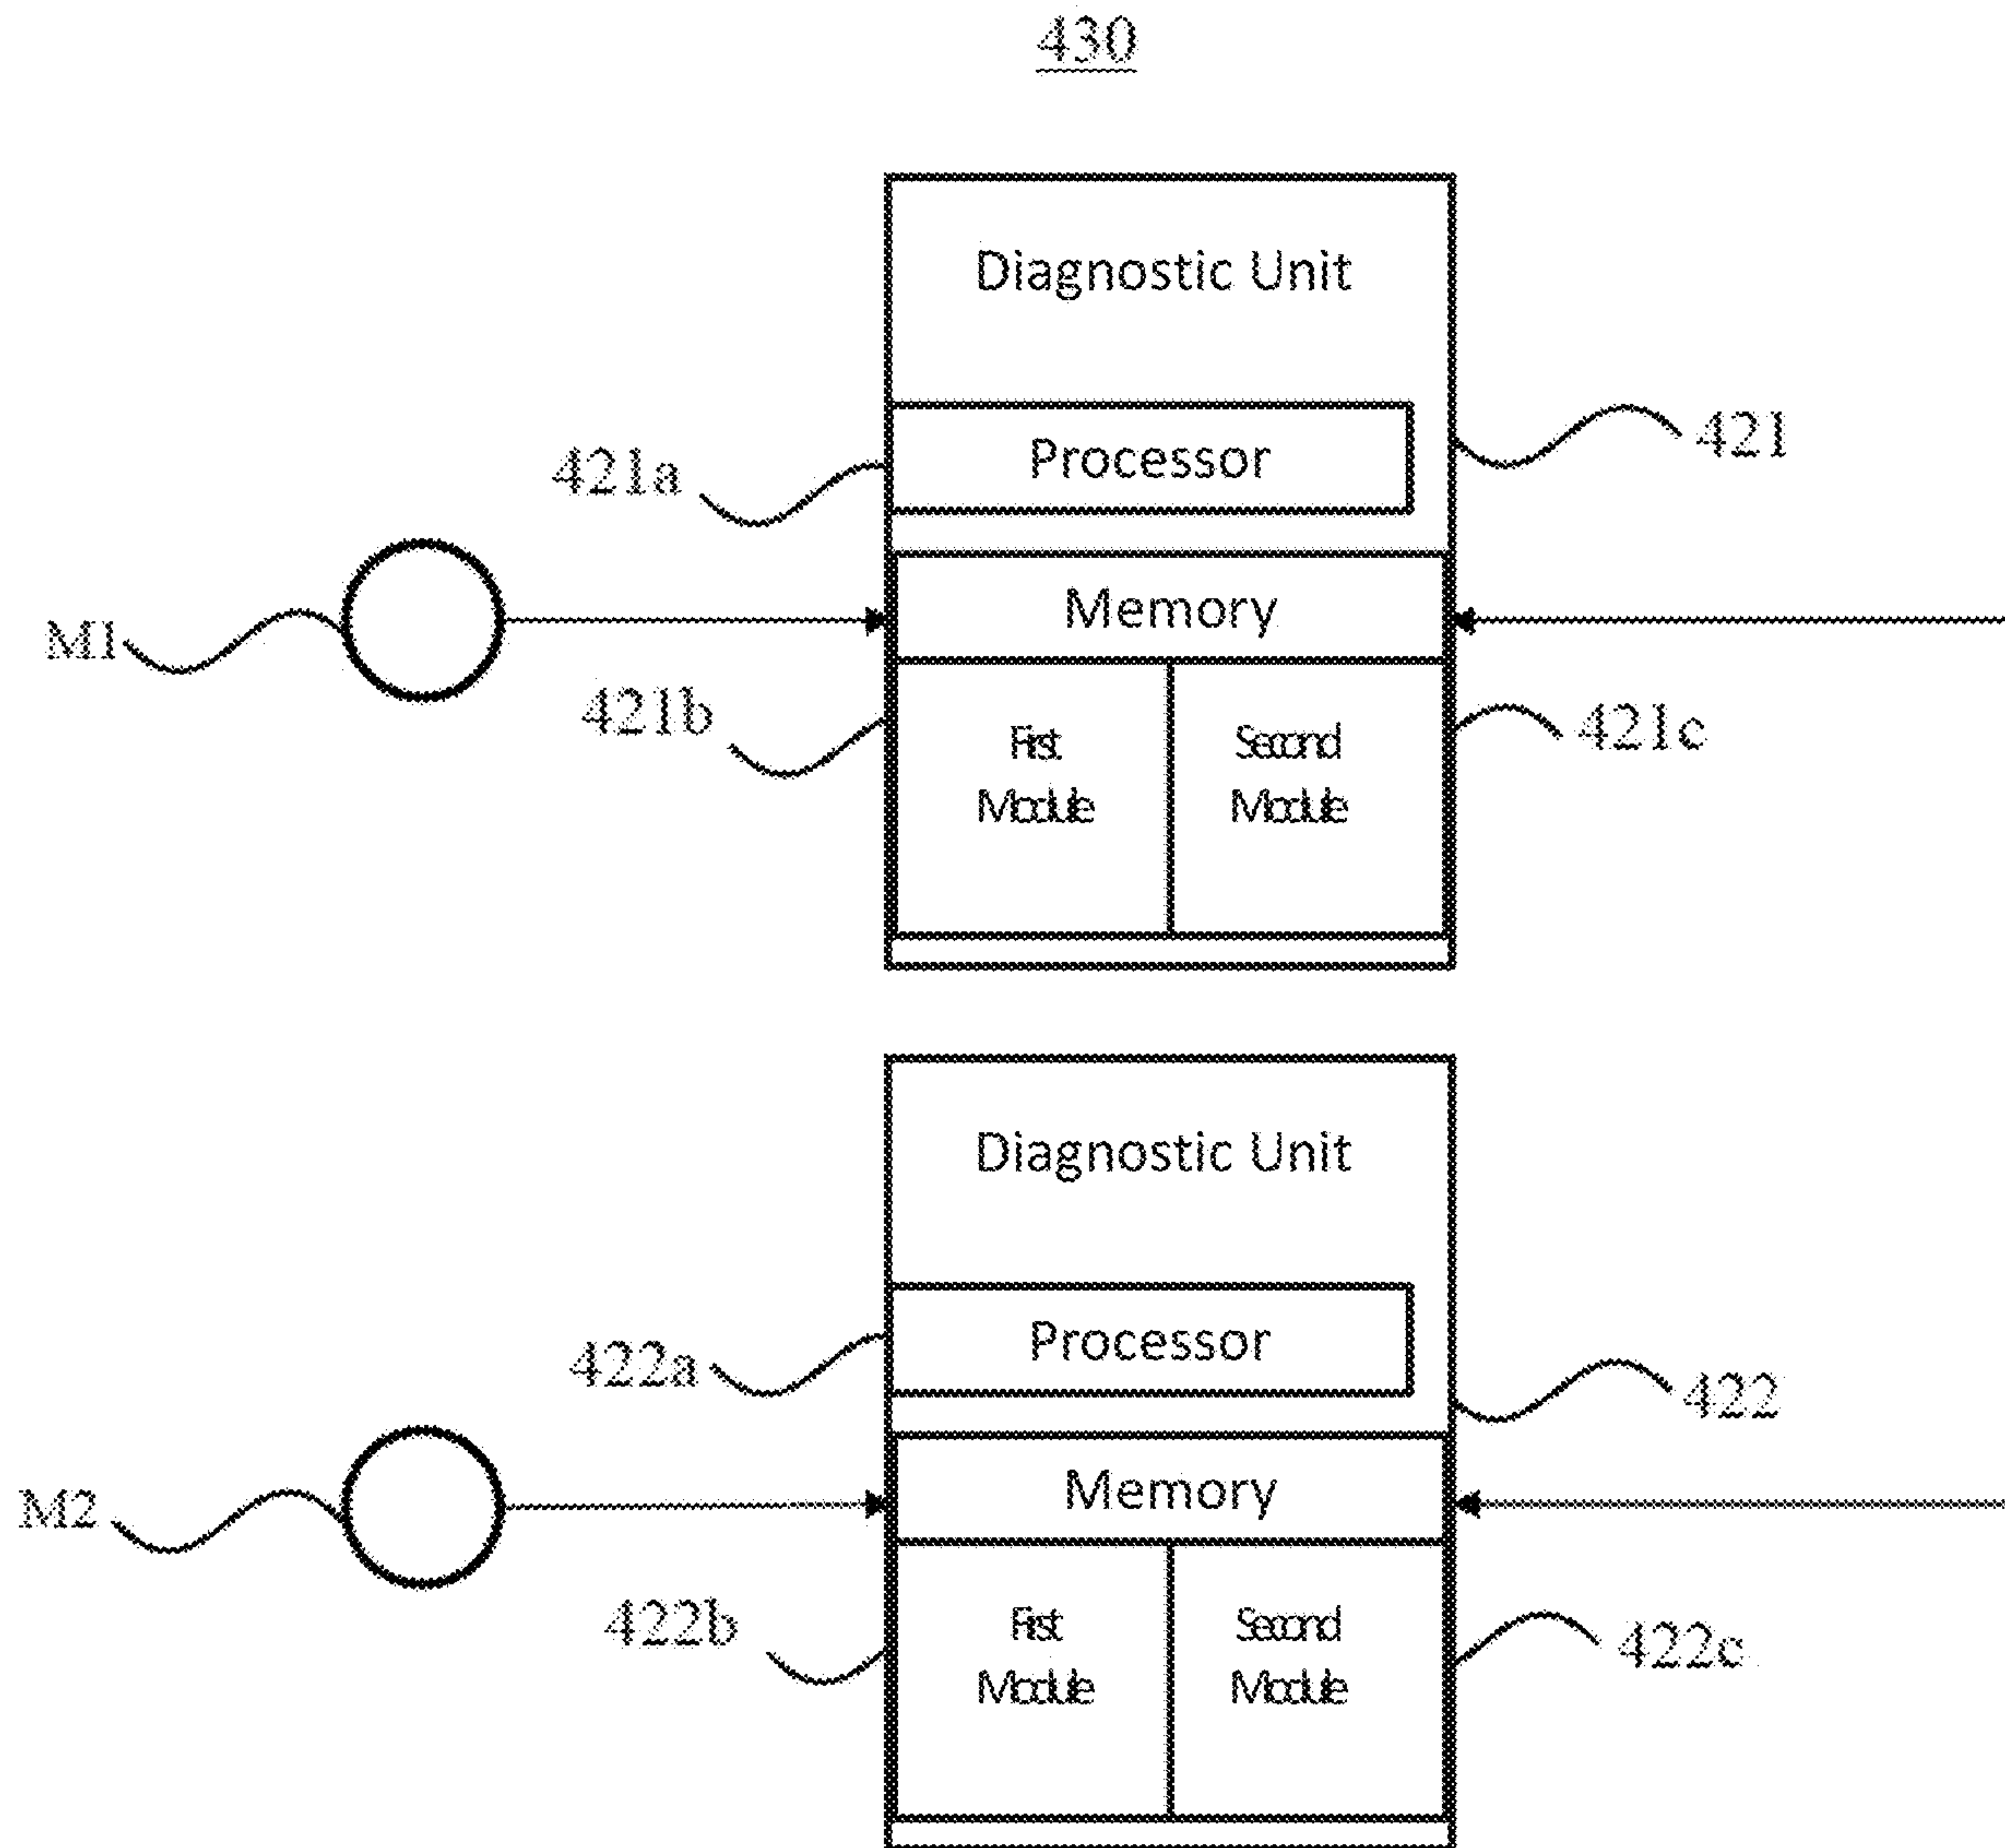 430
Diagnostic Unit
Processor
421a
421
Memory
M1
421b
First
Module
Second
Module
421c
Diagnostic Unit
Processor
422a
422
Memory
M2
422b
First
Module
Second
Module
422c